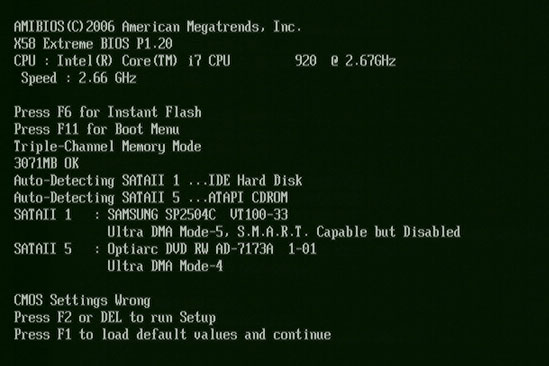 AMIBIOS(C)2006 American Megatrends, Inc.
X58 Extreme BIOS P1.20
CPU : Intel(R) Core(TM) i7 CPU 920 @ 2.67GHz
Speed : 2.66 GHz
Press F6 for Instant Flash
Press F11 for Boot Menu
Triple-Channel Memory Mode
3071MB OK
Auto-Detecting SATAII 1 ...IDE Hard Disk
Auto-Detecting SATAII 5 ...ATAPI CDROM
SATAII 1 : SAMSUNG SP2504C VT100-33
Ultra DMA Mode-5, S.M.A.R.T. Capable but Disabled
SATAII 5 : Optiarc DVD RW AD-7173A 1-01
Ultra DMA Mode-4
CMOS Settings Wrong
Press F2 or DEL to run Setup
Press F1 to load default values and continue